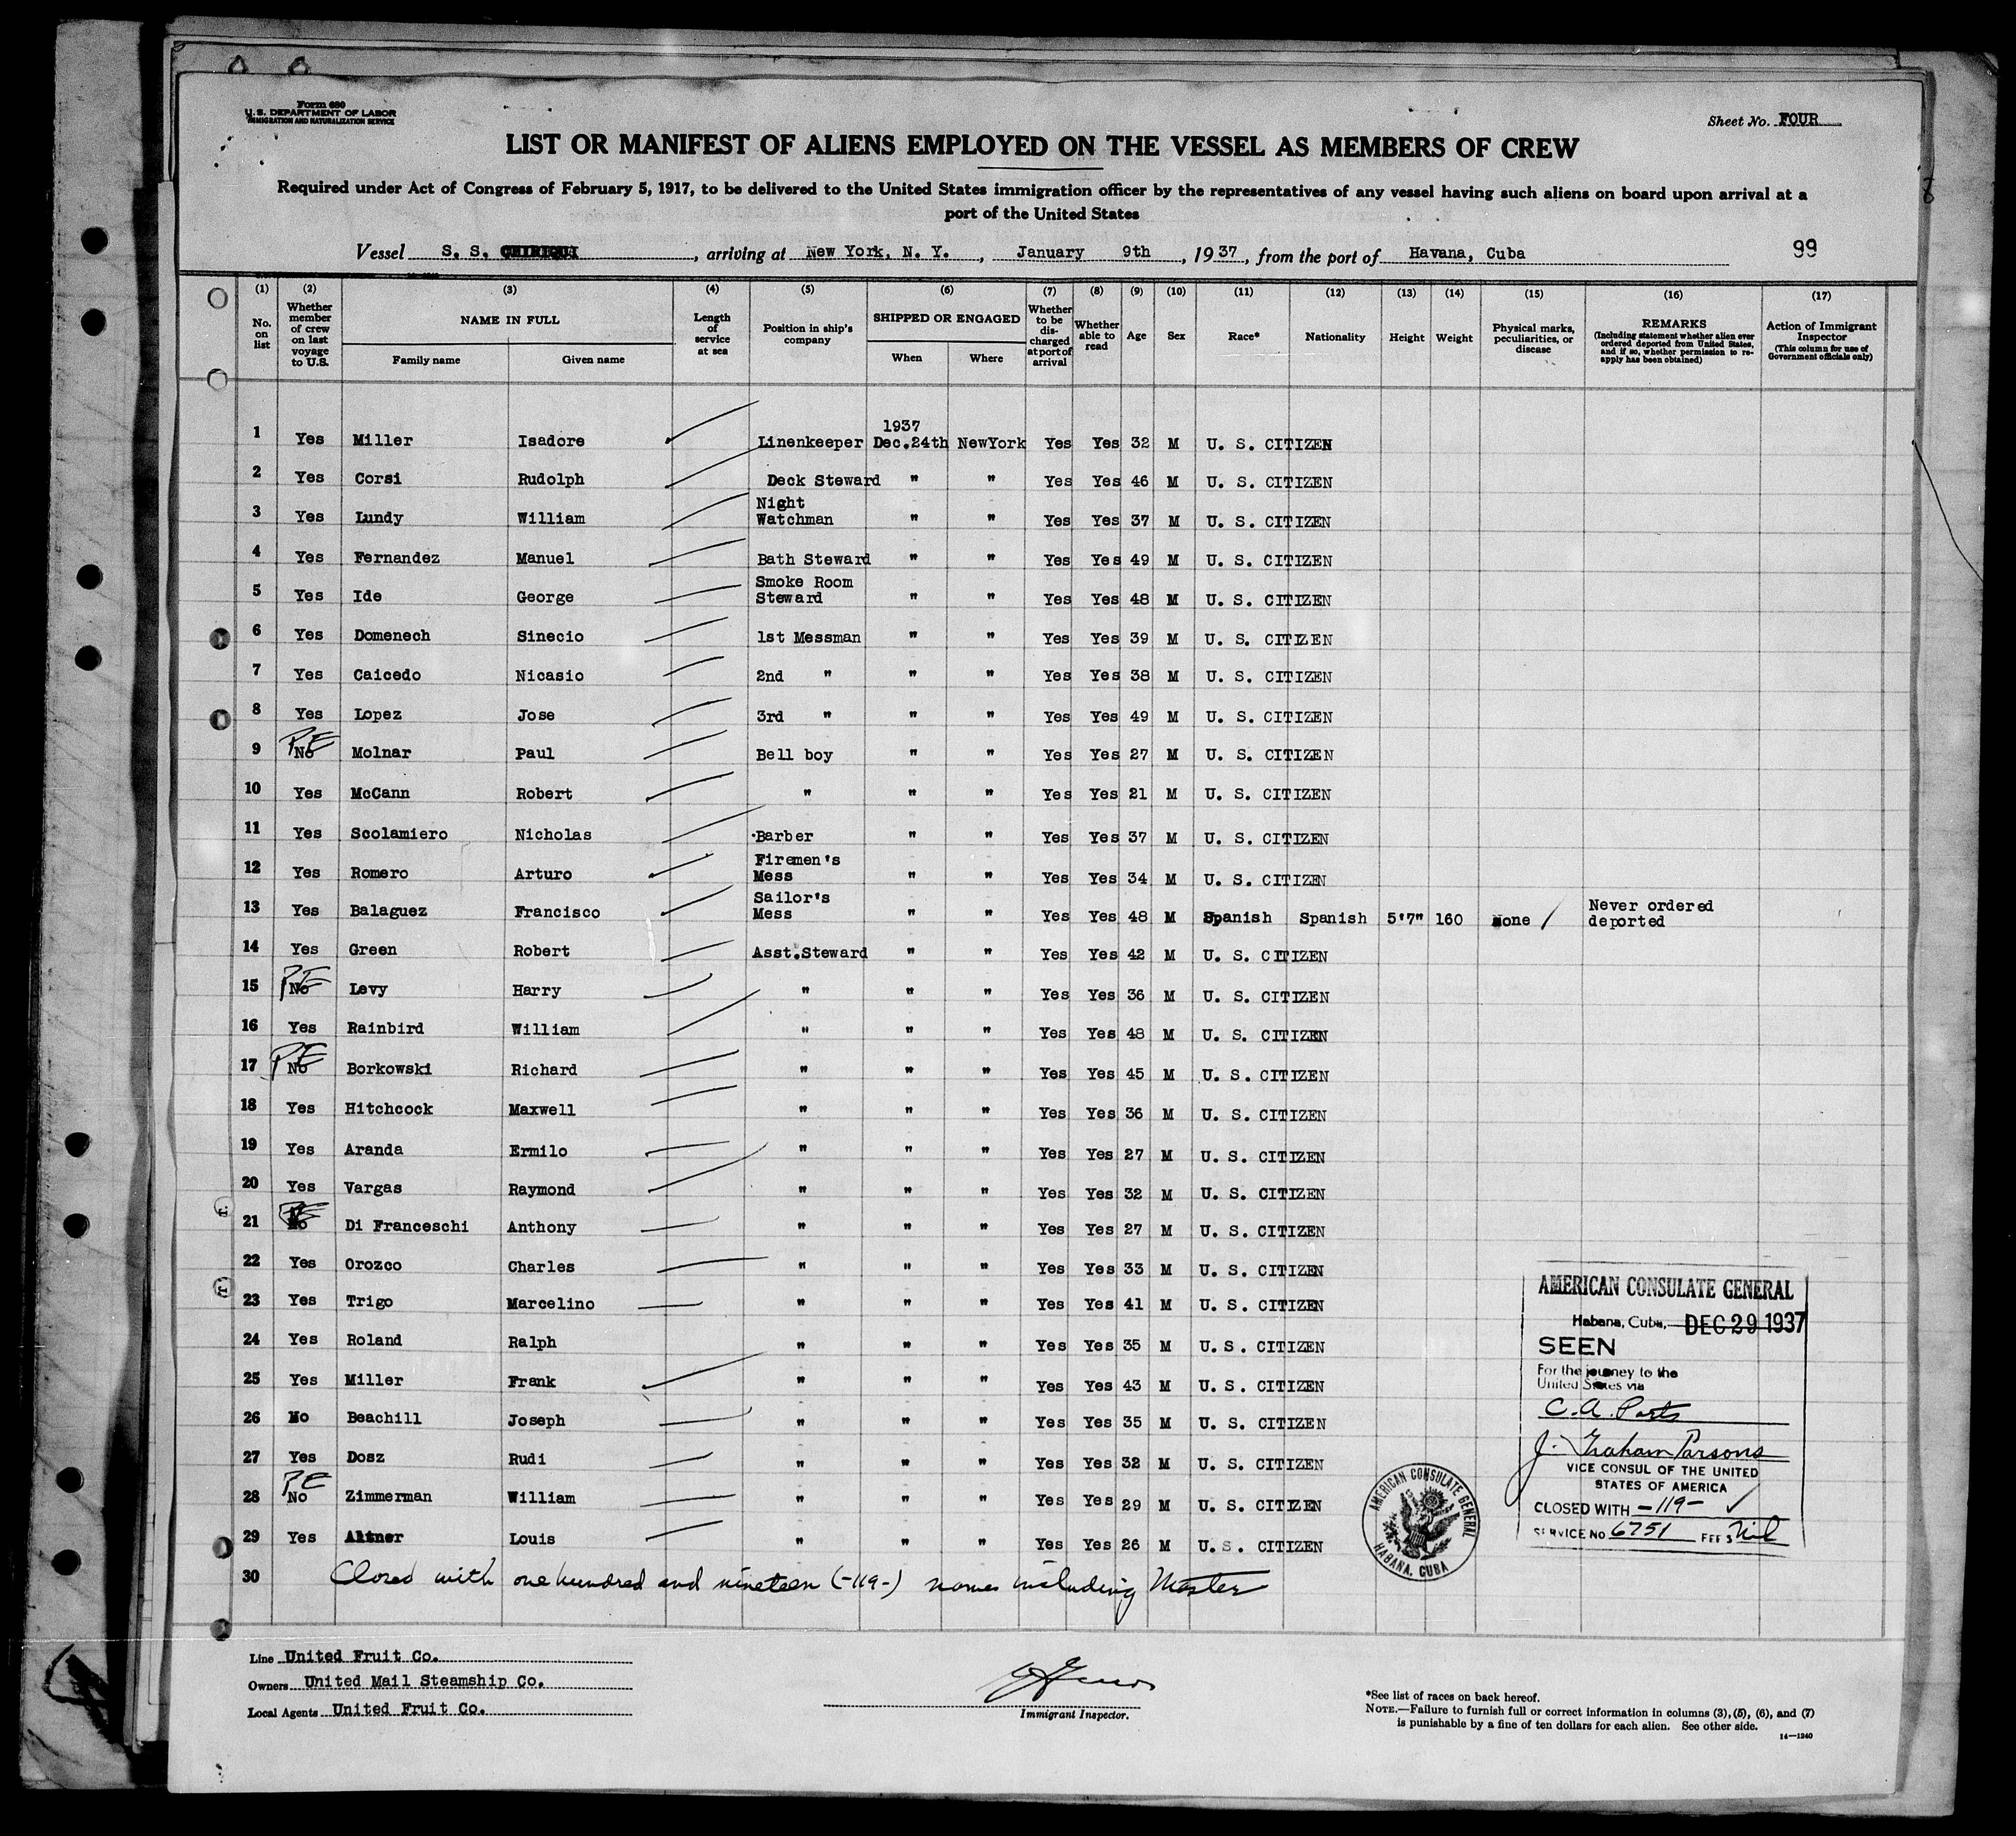 Form 680
U.S. DEPARTMENT OF LABOR
IMMIGRATION AND NATURALIZATION SERVICE
Sheet No. FOUR
LIST OR MANIFEST OF ALIENS EMPLOYED ON THE VESSEL AS MEMBERS OF CREW
Required under Act of Congress of February 5, 1917, to be delivered to the United States immigration officer by the representatives of any vessel having such aliens on board upon arrival at a
port of the United States
Vessel S. S. CHIRIQUI, arriving at New York, N. Y., January 9th, 1937, from the port of Havana, Cuba
99
(1) No. on list
(2) Whether member of crew on last voyage to U.S.
(3) NAME IN FULL Family name Given name
(4) Length of service at sea
(5) Position in ship's company
(6) SHIPPED OR ENGAGED When Where
(7) Whether to be discharged at port of arrival
(8) Whether able to read
(9) Age
(10) Sex
(11) Race*
(12) Nationality
(13) Height
(14) Weight
(15) Physical marks, peculiarities, or disease
(16) REMARKS (Including statement whether alien ever ordered deported from United States, and if so, whether permission to reapply has been obtained)
(17) Action of Immigrant Inspector (This column for use of Government officials only)
1 Yes Miller Isadore Linenkeeper 1937 Dec.24th NewYork Yes Yes 32 M U. S. CITIZEN
2 Yes Corsi Rudolph Deck Steward " " Yes Yes 46 M U. S. CITIZEN
3 Yes Lundy William Night Watchman " " Yes Yes 37 M U. S. CITIZEN
4 Yes Fernandez Manuel Bath Steward " " Yes Yes 49 M U. S. CITIZEN
5 Yes Ide George Smoke Room Steward " " Yes Yes 48 M U. S. CITIZEN
6 Yes Domenech Sinecio 1st Messman " " Yes Yes 39 M U. S. CITIZEN
7 Yes Caicedo Nicasio 2nd " " " Yes Yes 38 M U. S. CITIZEN
8 Yes Lopez Jose 3rd " " " Yes Yes 49 M U. S. CITIZEN
9 PE No Molnar Paul Bell boy " " Yes Yes 27 M U. S. CITIZEN
10 Yes McCann Robert " " " Yes Yes 21 M U. S. CITIZEN
11 Yes Scolamiero Nicholas Barber " " Yes Yes 37 M U. S. CITIZEN
12 Yes Romero Arturo Firemen's Mess " " Yes Yes 34 M U. S. CITIZEN
13 Yes Balaguez Francisco Sailor's Mess " " Yes Yes 48 M Spanish Spanish 5'7" 160 None Never ordered deported
14 Yes Green Robert Asst.Steward " " Yes Yes 42 M U. S. CITIZEN
15 PE No Levy Harry " " " Yes Yes 36 M U. S. CITIZEN
16 Yes Rainbird William " " " Yes Yes 48 M U. S. CITIZEN
17 PE No Borkowski Richard " " " Yes Yes 45 M U. S. CITIZEN
18 Yes Hitchcock Maxwell " " " Yes Yes 36 M U. S. CITIZEN
19 Yes Aranda Ermilo " " " Yes Yes 27 M U. S. CITIZEN
20 Yes Vargas Raymond " " " Yes Yes 32 M U. S. CITIZEN
21 No Di Franceschi Anthony " " " Yes Yes 27 M U. S. CITIZEN
22 Yes Orozco Charles " " " Yes Yes 33 M U. S. CITIZEN
23 Yes Trigo Marcelino " " " Yes Yes 41 M U. S. CITIZEN
24 Yes Roland Ralph " " " Yes Yes 35 M U. S. CITIZEN
25 Yes Miller Frank " " " Yes Yes 43 M U. S. CITIZEN
26 No Beachill Joseph " " " Yes Yes 35 M U. S. CITIZEN
27 Yes Dosz Rudi " " " Yes Yes 32 M U. S. CITIZEN
28 PE No Zimmerman William " " " Yes Yes 29 M U. S. CITIZEN
29 Yes Altner Louis " " " Yes Yes 26 M U. S. CITIZEN
30 Closed with one hundred and nineteen (-119-) names including Master
AMERICAN CONSULATE GENERAL
Habana, Cuba, DEC 29 1937
SEEN
For the journey to the
United States via
C.A. Ports
J. Graham Parsons
VICE CONSUL OF THE UNITED
STATES OF AMERICA
CLOSED WITH -119-
SERVICE NO 6751 FEES Nil
AMERICAN CONSULATE GENERAL
HABANA, CUBA
Line United Fruit Co.
Owners United Mail Steamship Co.
Local Agents United Fruit Co.
Immigrant Inspector.
*See list of races on back hereof.
NOTE.—Failure to furnish full or correct information in columns (3), (5), (6), and (7)
is punishable by a fine of ten dollars for each alien. See other side.
14—1240